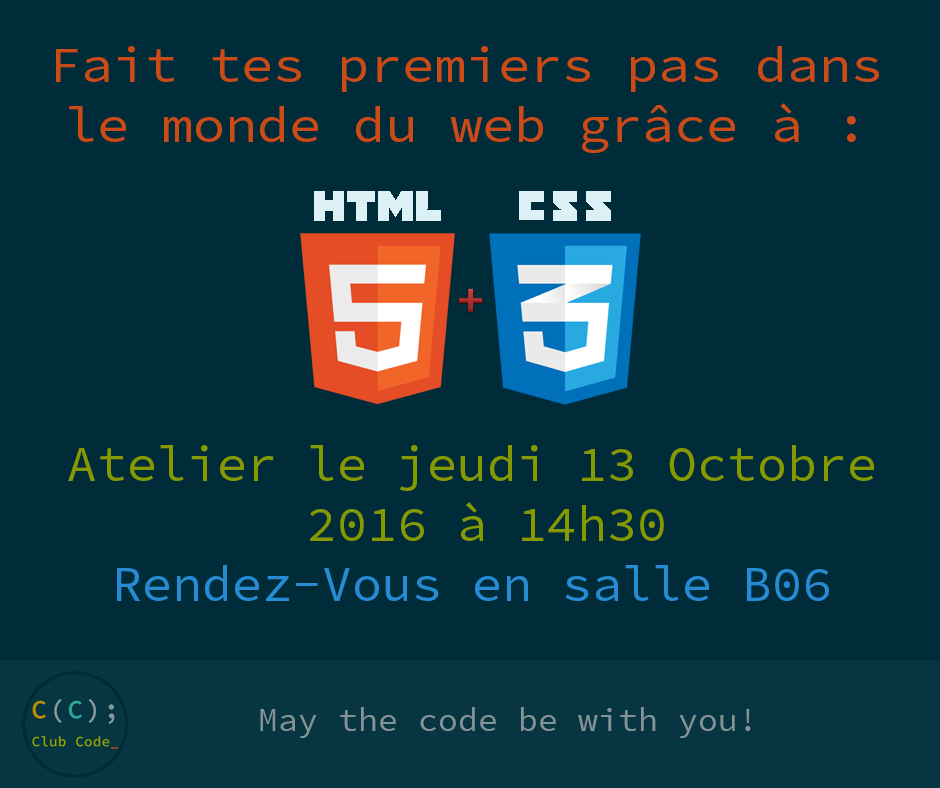 Fait tes premiers pas dans
le monde du web grâce à :
HTML CSS
5 + 3
Atelier le jeudi 13 Octobre
2016 à 14h30
Rendez-Vous en salle B06
C(C);
Club Code_
May the code be with you!